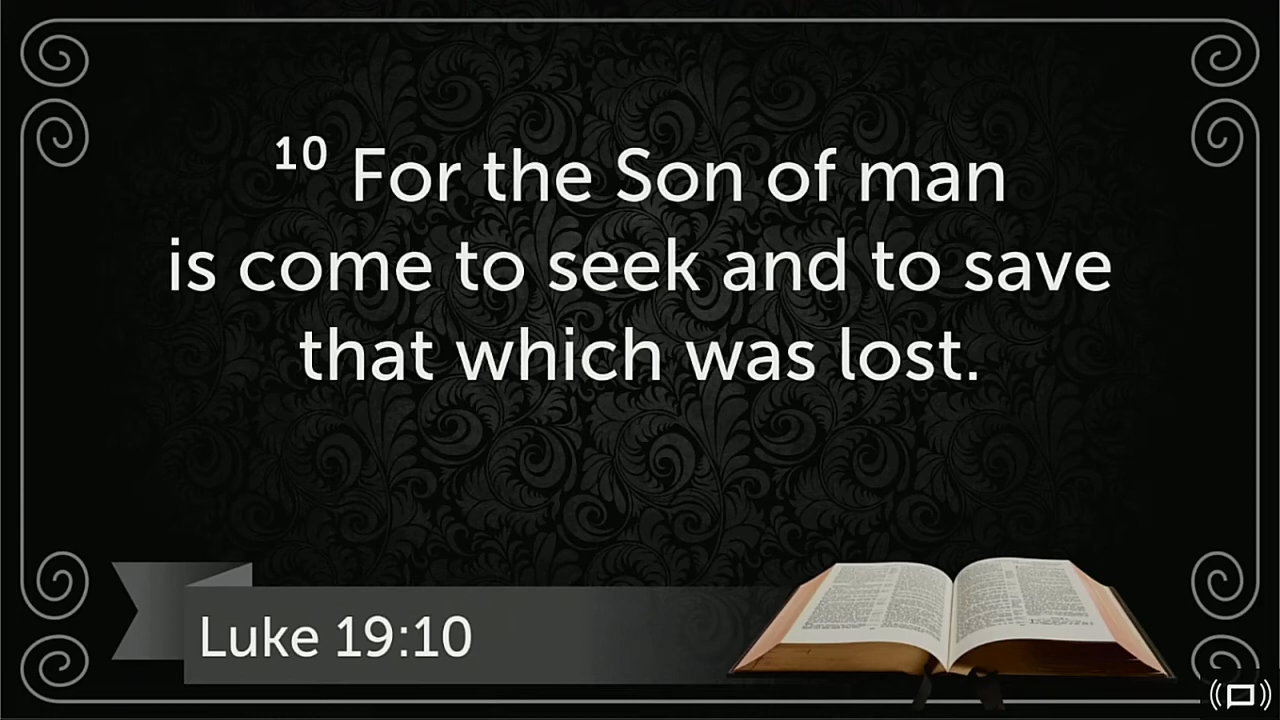 10 For the Son of man
is come to seek and to save
that which was lost.
Luke 19:10